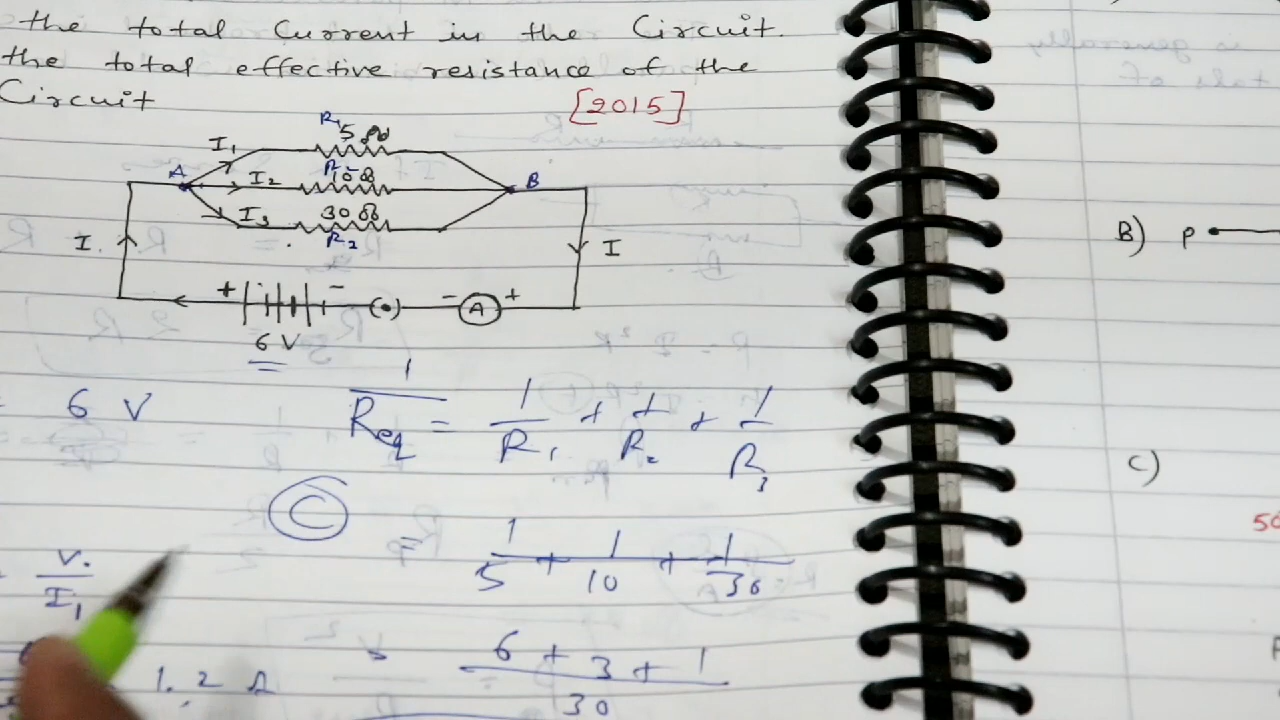 the total Current in the Circuit.
the total effective resistance of the
Circuit [2015]
R₁
5 Ω
I₁
A I₂ 10 Ω B
I₃ 30 Ω
R₂
I I
+ - - A +
6 V
6 V 1/Req = 1/R₁ + 1/R₂ + 1/R₃
C
= 1/5 + 1/10 + 1/30
V/I₁
6 + 3 + 1
1.2 Ω
30
B) P
C)
50